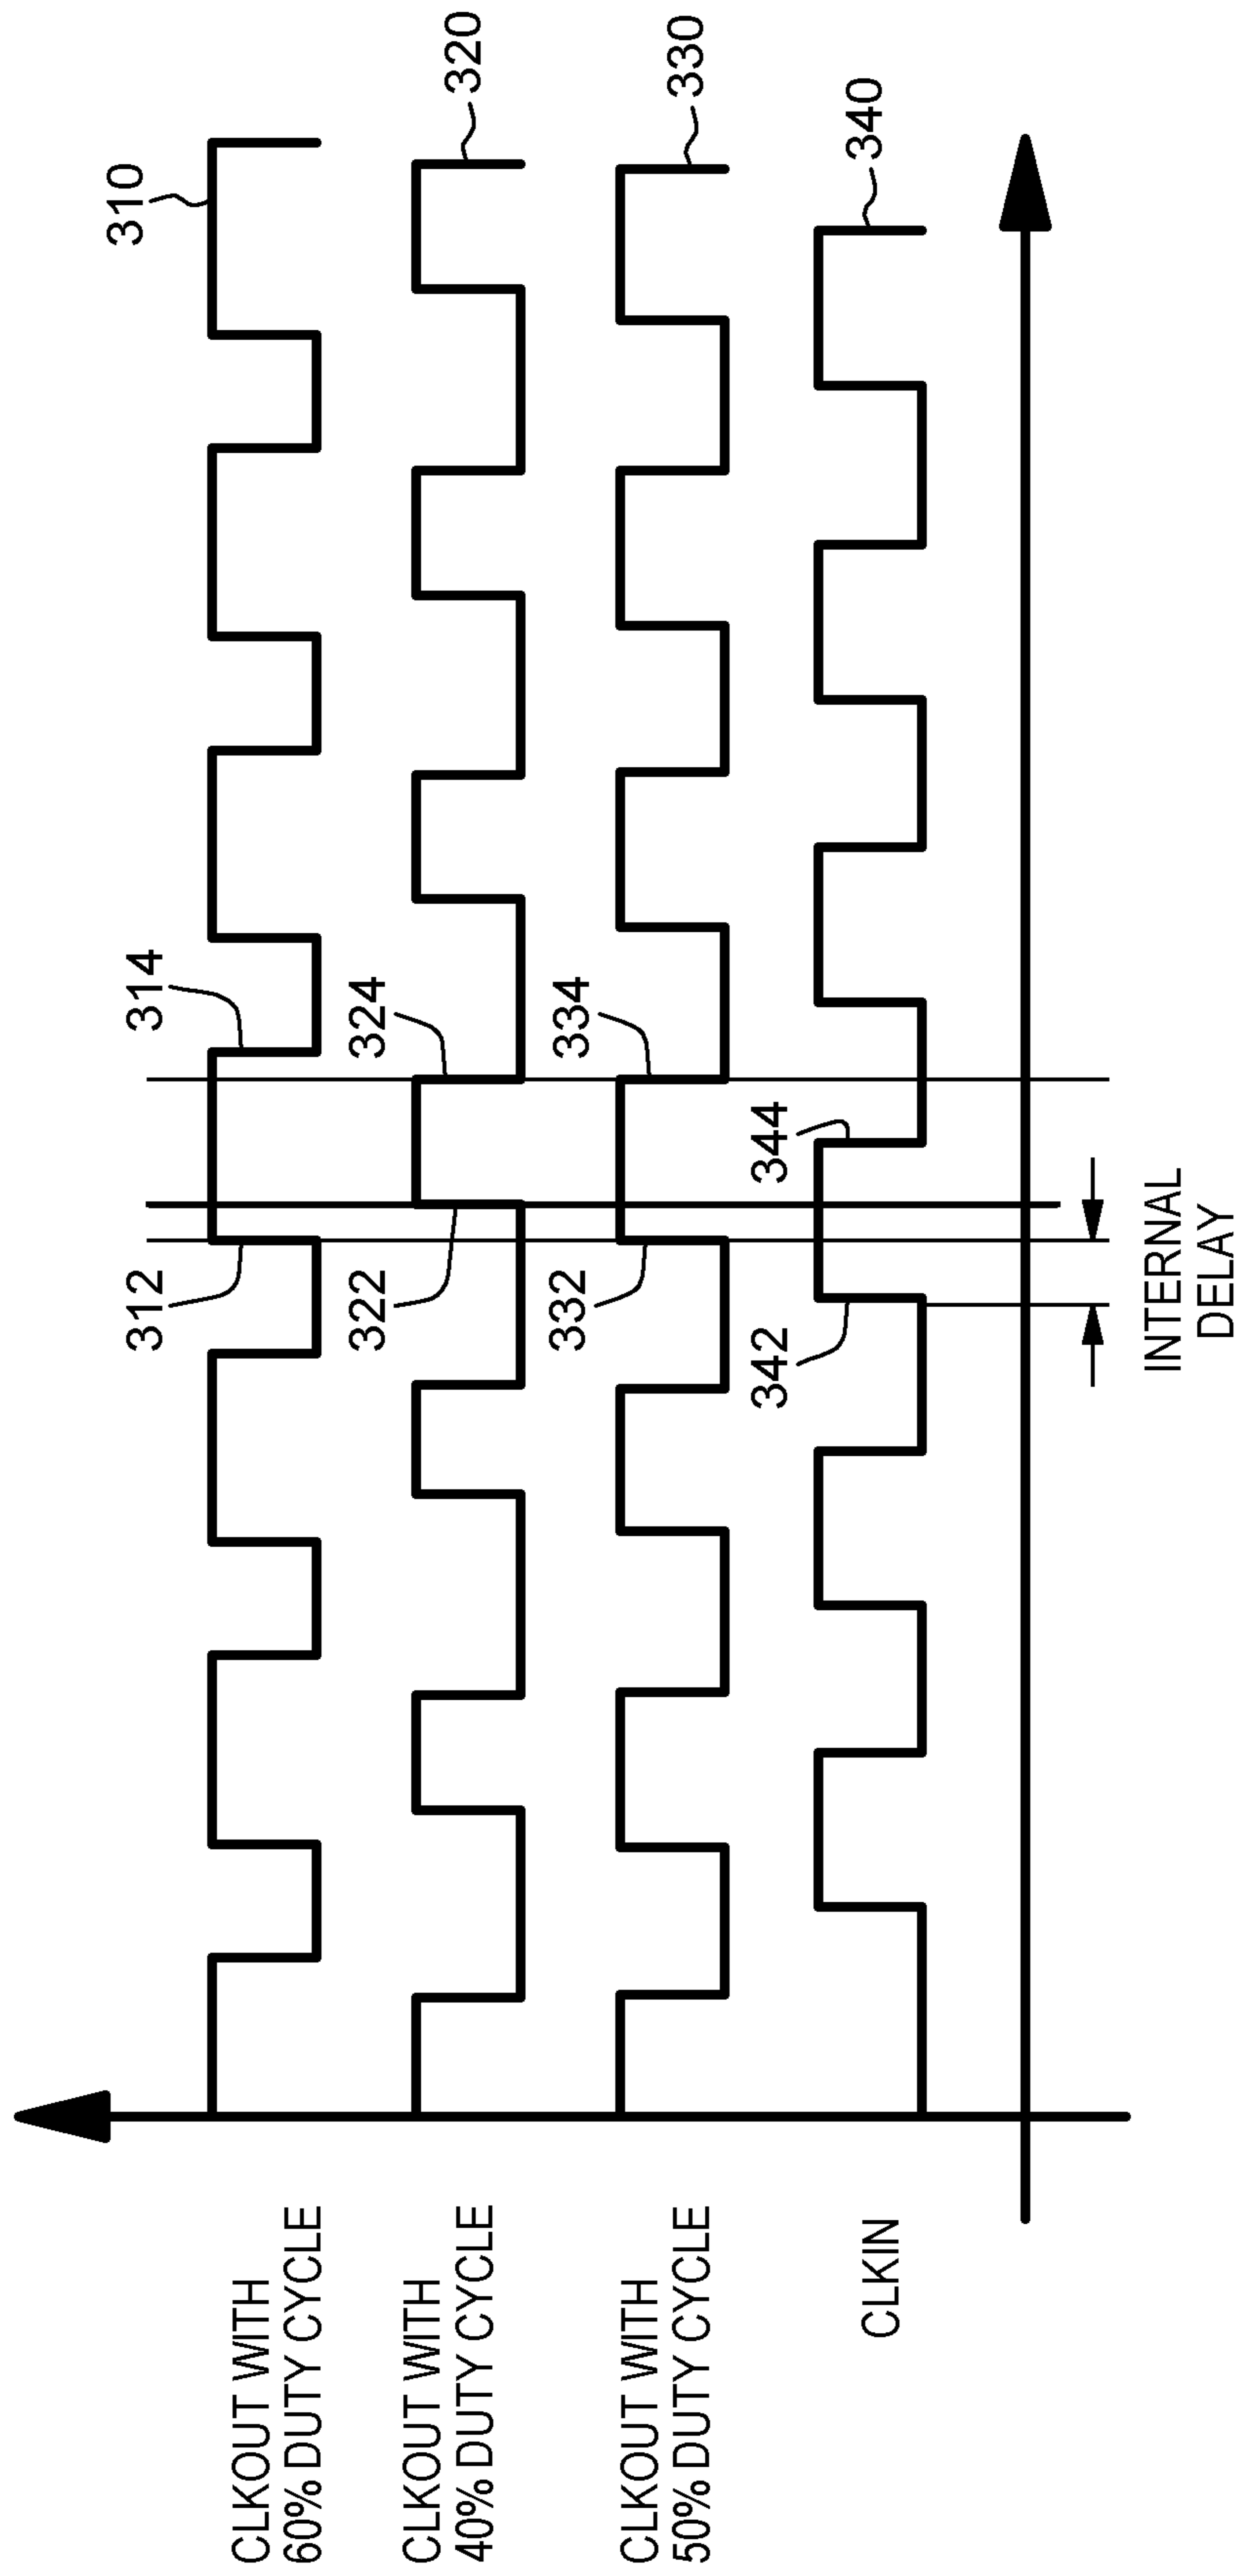 310
CLKOUT WITH
60% DUTY CYCLE
312
314
320
CLKOUT WITH
40% DUTY CYCLE
322
324
330
CLKOUT WITH
50% DUTY CYCLE
332
334
340
CLKIN
342
344
INTERNAL
DELAY